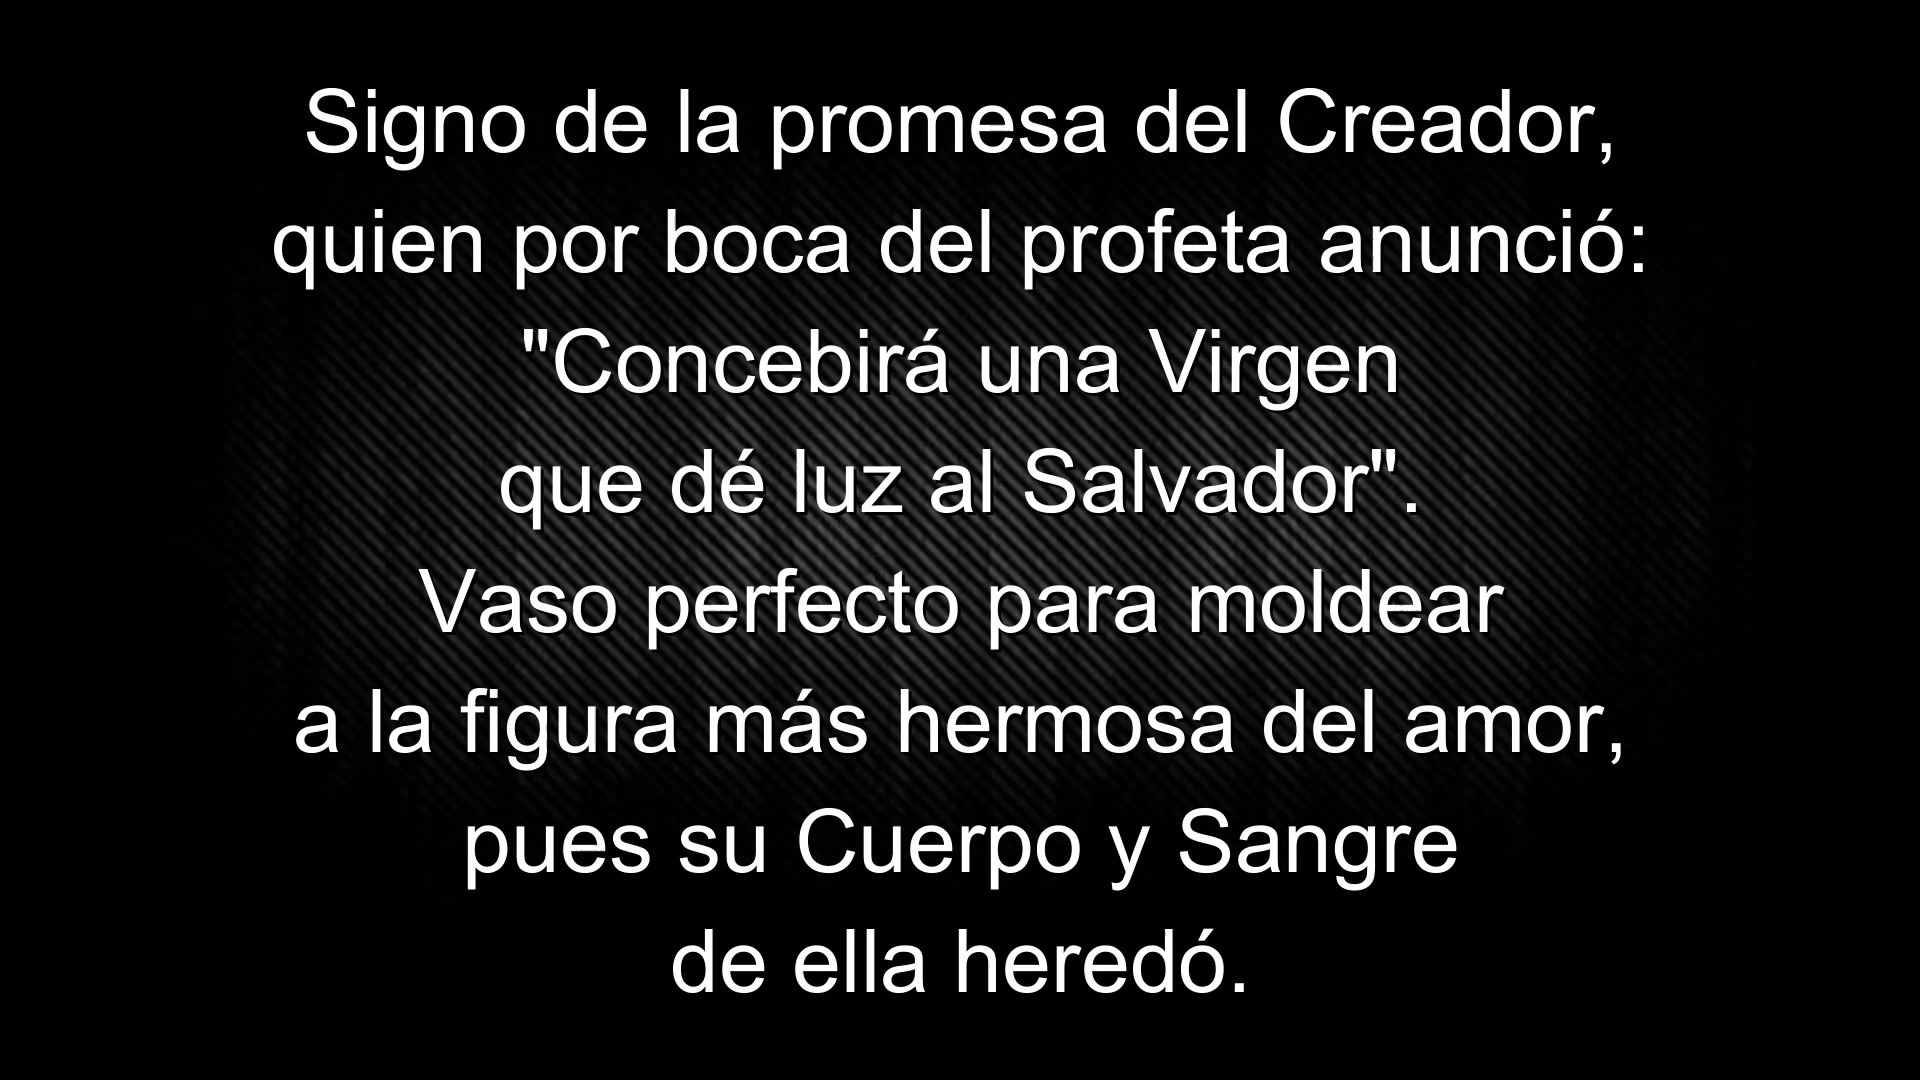 Signo de la promesa del Creador,
quien por boca del profeta anunció:
"Concebirá una Virgen
que dé luz al Salvador".
Vaso perfecto para moldear
a la figura más hermosa del amor,
pues su Cuerpo y Sangre
de ella heredó.